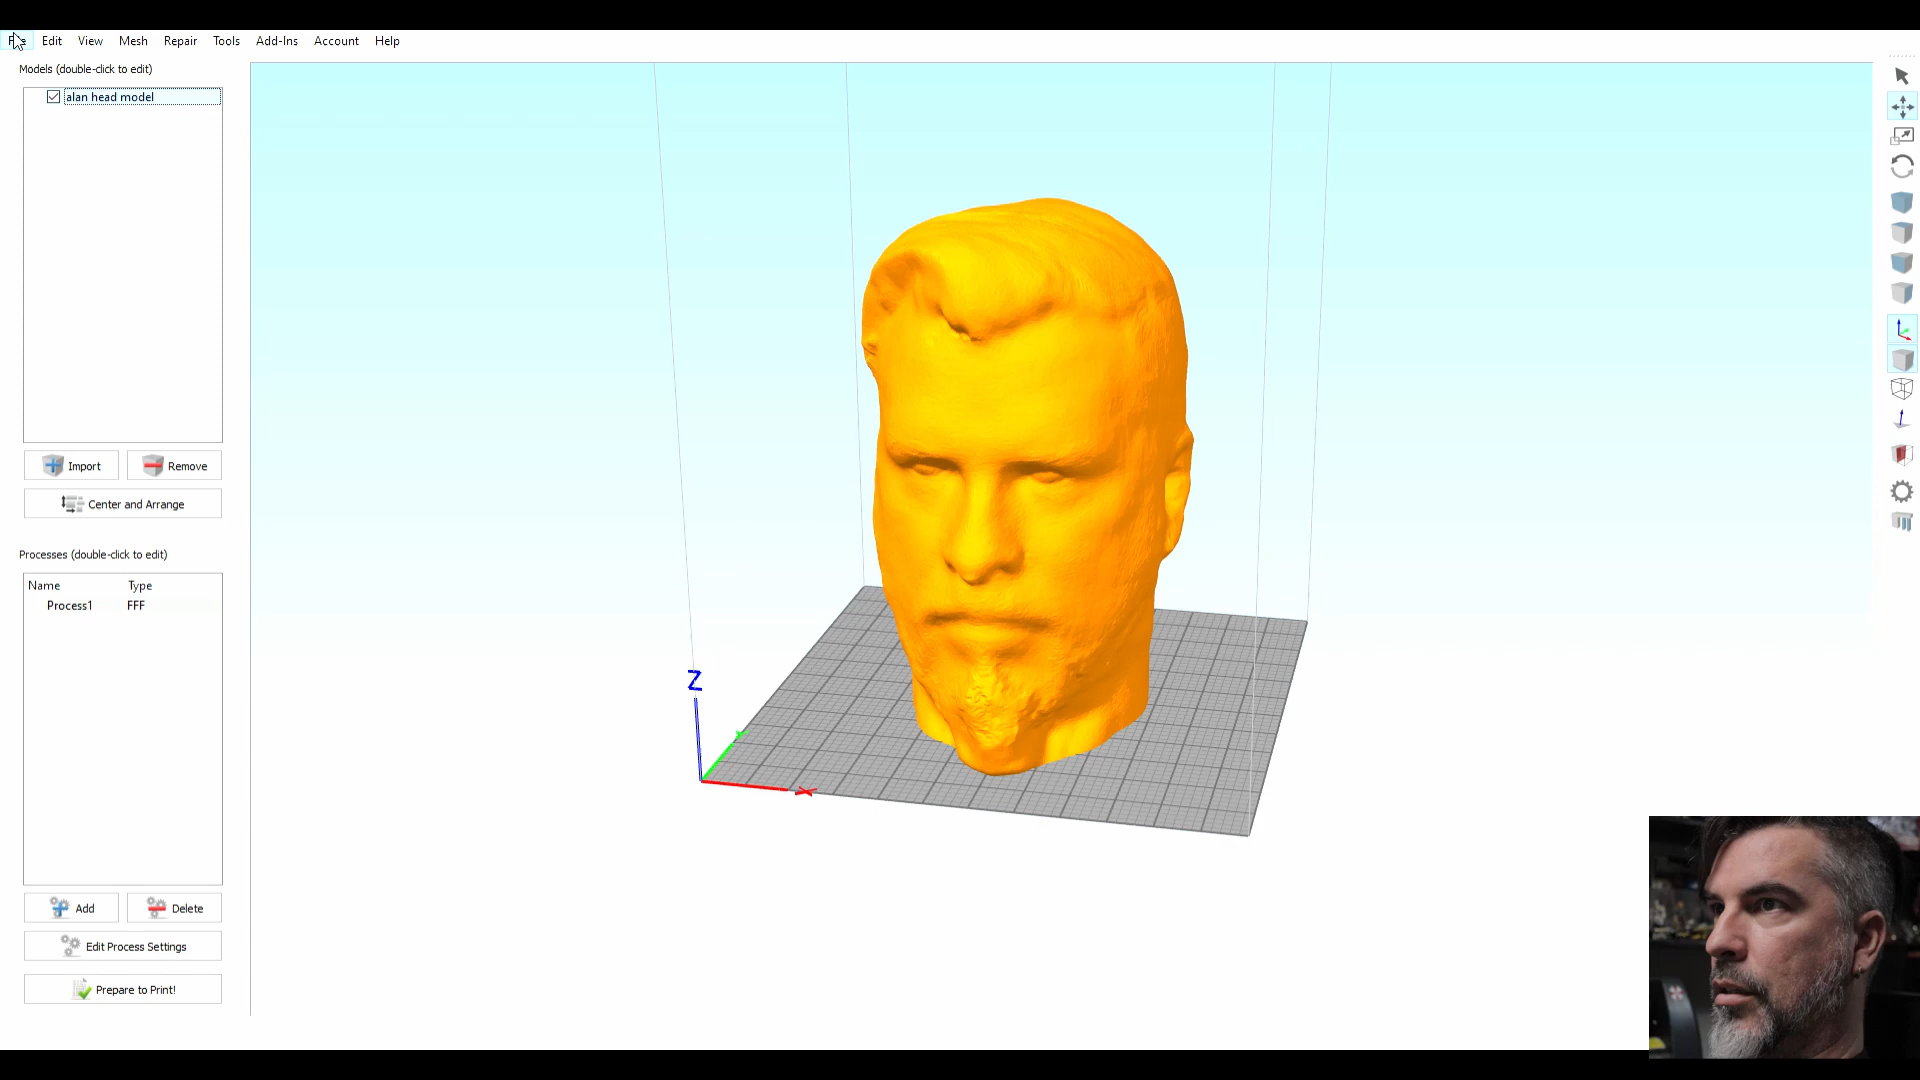 File Edit View Mesh Repair Tools Add-Ins Account Help
Models (double-click to edit)
alan head model
Import Remove
Center and Arrange
Processes (double-click to edit)
Name Type
Process1 FFF
Add Delete
Edit Process Settings
Prepare to Print!
Z